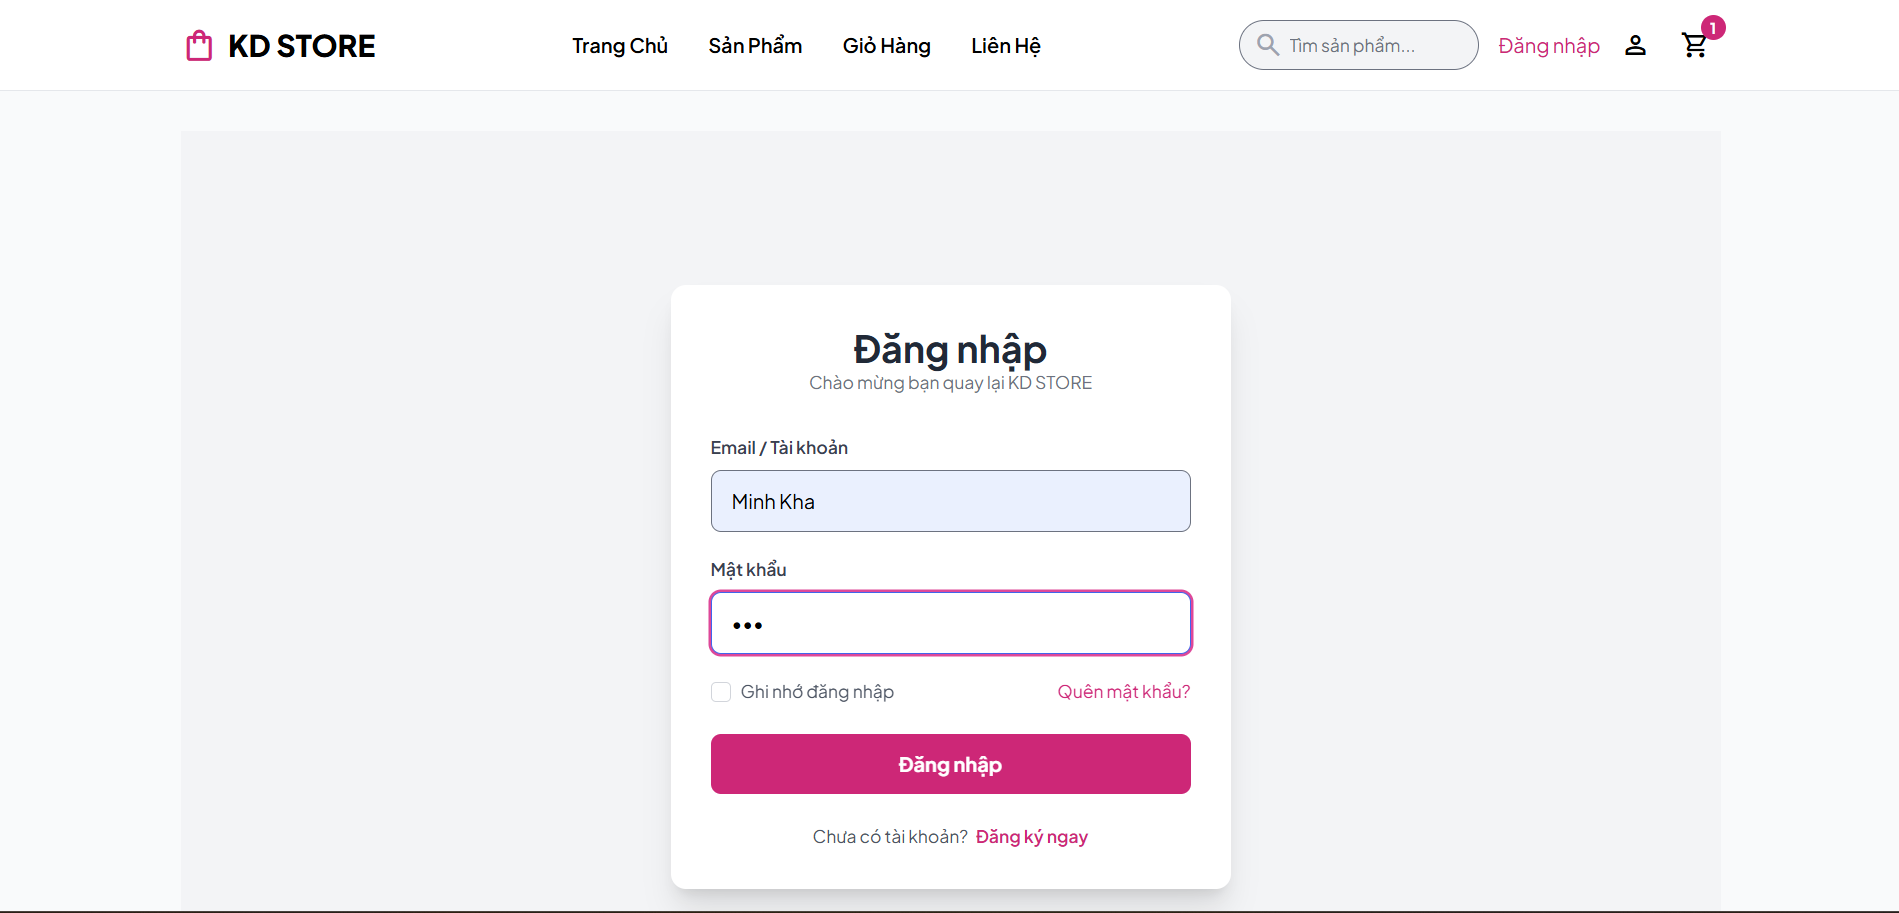 KD STORE
Trang Chủ
Sản Phẩm
Giỏ Hàng
Liên Hệ
Tìm sản phẩm...
Đăng nhập
1
Đăng nhập
Chào mừng bạn quay lại KD STORE
Email / Tài khoản
Minh Kha
Mật khẩu
•••
Ghi nhớ đăng nhập
Quên mật khẩu?
Đăng nhập
Chưa có tài khoản? Đăng ký ngay